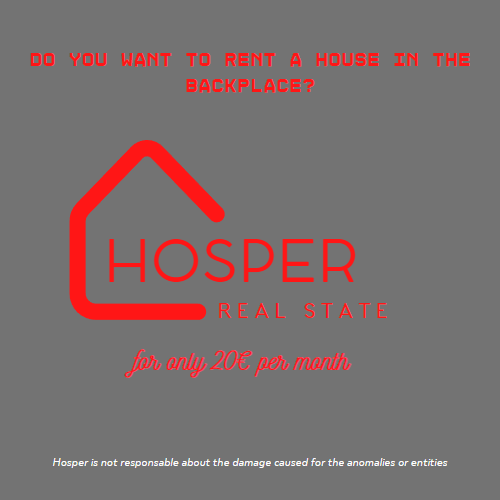 DO YOU WANT TO RENT A HOUSE IN THE
BACKPLACE?
HOSPER
REAL STATE
for only 20€ per month
Hosper is not responsable about the damage caused for the anomalies or entities